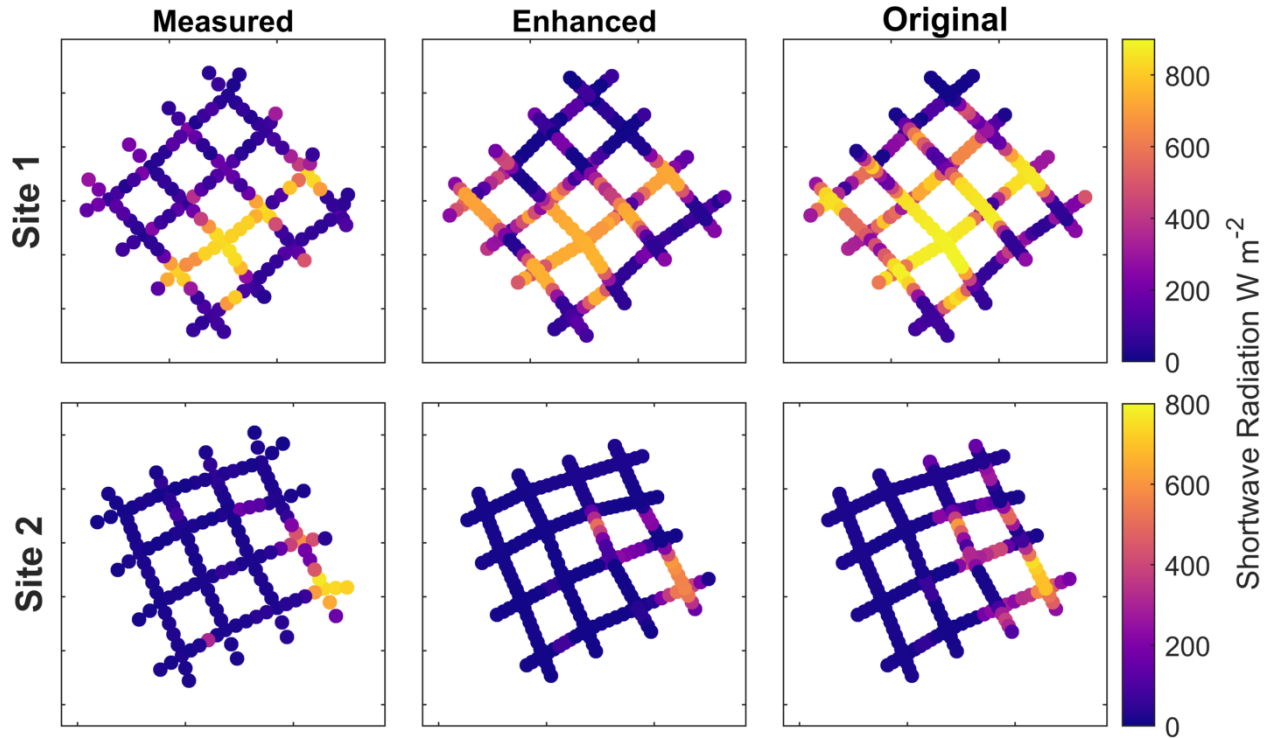 Measured Enhanced Original
Site 1
800
600
400
200
0
Site 2
800
600
400
200
0
Shortwave Radiation W m⁻²